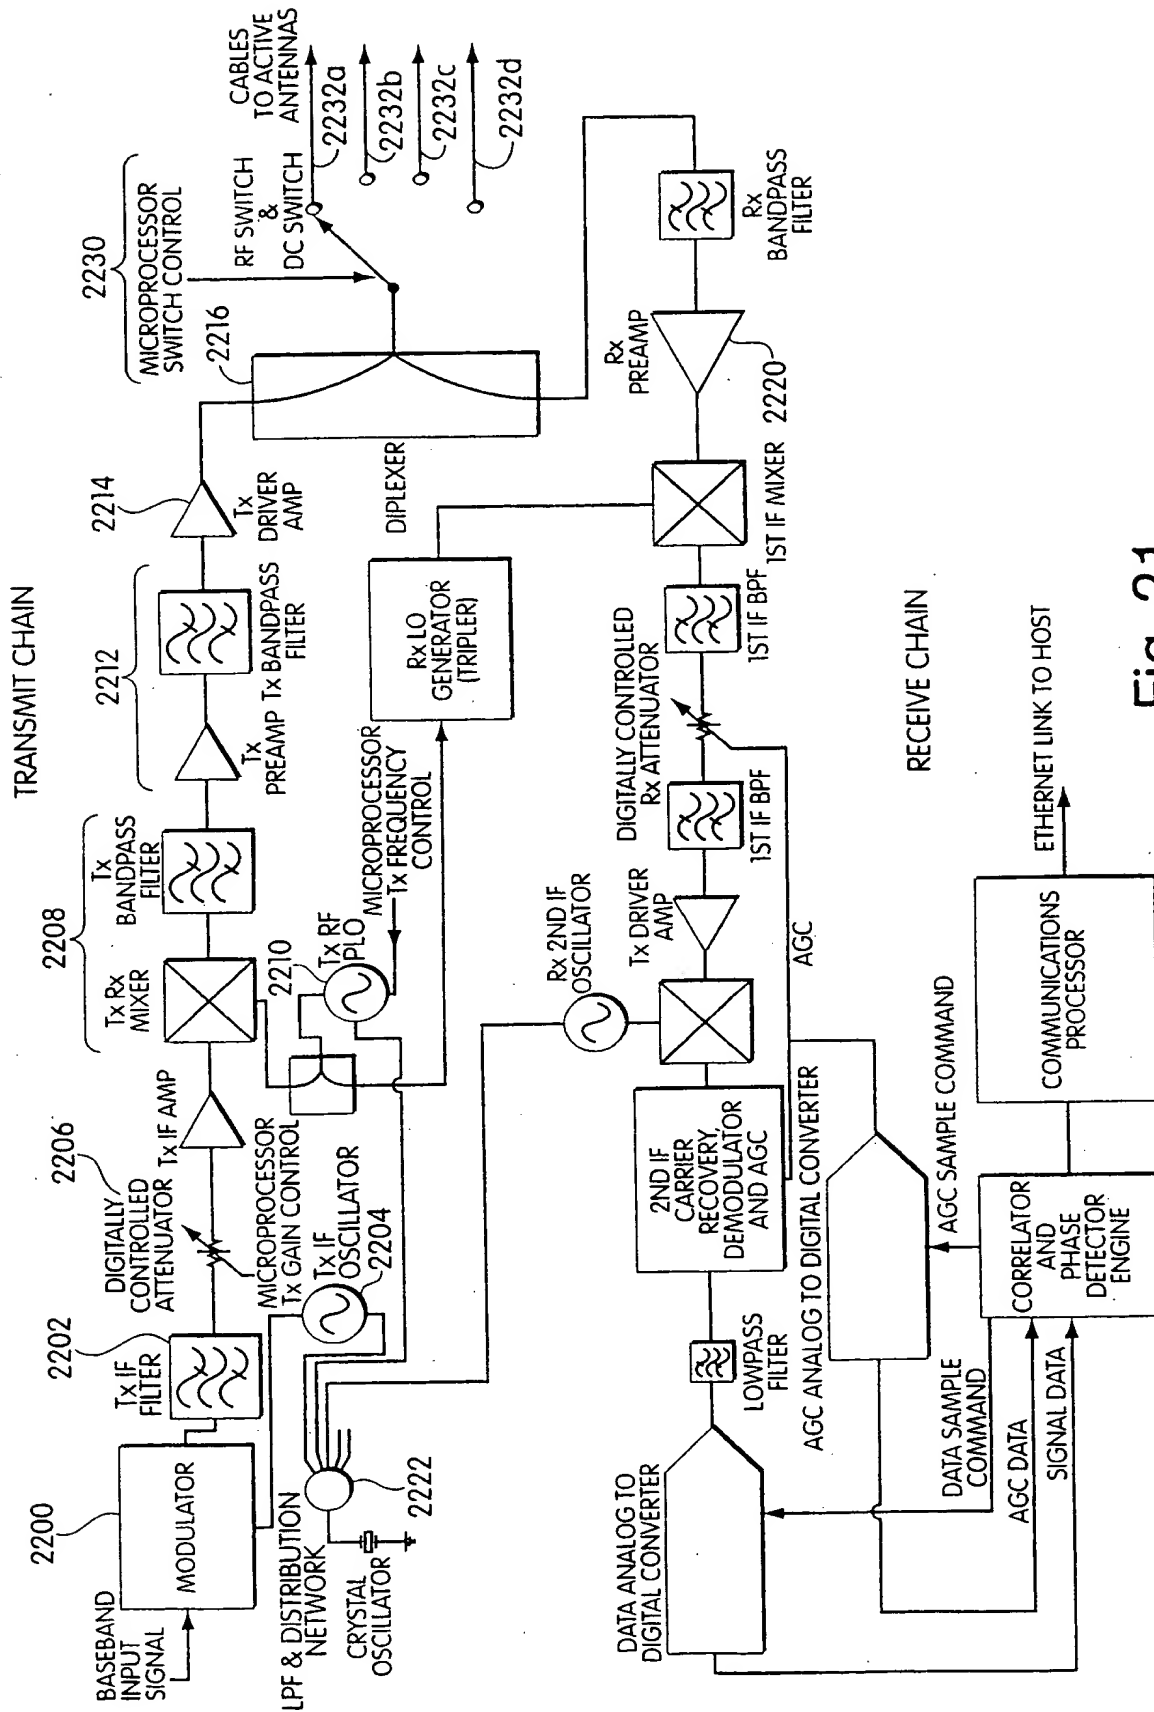 TRANSMIT CHAIN
BASEBAND
INPUT
SIGNAL
2200
MODULATOR
Tx IF
FILTER
2202
DIGITALLY
CONTROLLED
ATTENUATOR
2206
MICROPROCESSOR
Tx GAIN CONTROL
Tx IF AMP
Tx Rx
MIXER
2208
Tx
BANDPASS
FILTER
Tx
PREAMP
2212
Tx BANDPASS
FILTER
2214
Tx
DRIVER
AMP
2216
DIPLEXER
2230
MICROPROCESSOR
SWITCH CONTROL
RF SWITCH
&
DC SWITCH
CABLES
TO ACTIVE
ANTENNAS
2232a
2232b
2232c
2232d
LPF & DISTRIBUTION
NETWORK
CRYSTAL
OSCILLATOR
2222
Tx IF
OSCILLATOR
2204
2210
Tx RF
PLO
MICROPROCESSOR
Tx FREQUENCY
CONTROL
Rx LO
GENERATOR
(TRIPLER)
Rx
BANDPASS
FILTER
Rx
PREAMP
2220
1ST IF MIXER
1ST IF BPF
DIGITALLY CONTROLLED
Rx ATTENUATOR
1ST IF BPF
Tx DRIVER
AMP
Rx 2ND IF
OSCILLATOR
AGC
2ND IF
CARRIER
RECOVERY,
DEMODULATOR
AND AGC
LOWPASS
FILTER
DATA ANALOG TO
DIGITAL CONVERTER
AGC ANALOG TO DIGITAL CONVERTER
DATA SAMPLE
COMMAND
AGC DATA
SIGNAL DATA
AGC SAMPLE COMMAND
CORRELATOR
AND
PHASE
DETECTOR
ENGINE
COMMUNICATIONS
PROCESSOR
ETHERNET LINK TO HOST
RECEIVE CHAIN
Fig. 21